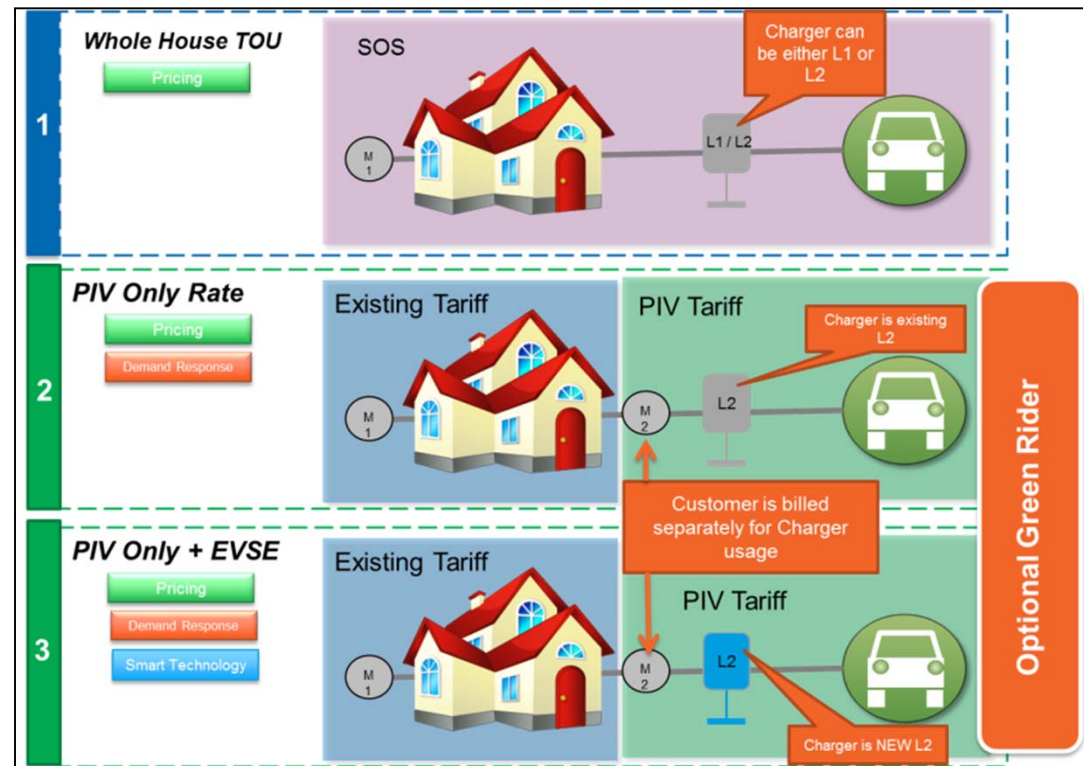 1
Whole House TOU
Pricing
SOS
M
1
Charger can
be either L1 or
L2
L1 / L2
2
PIV Only Rate
Pricing
Demand Response
Existing Tariff
M
1
PIV Tariff
M
2
L2
Charger is existing
L2
Customer is billed
separately for Charger
usage
3
PIV Only + EVSE
Pricing
Demand Response
Smart Technology
Existing Tariff
M
1
PIV Tariff
M
2
L2
Charger is NEW L2
Optional Green Rider